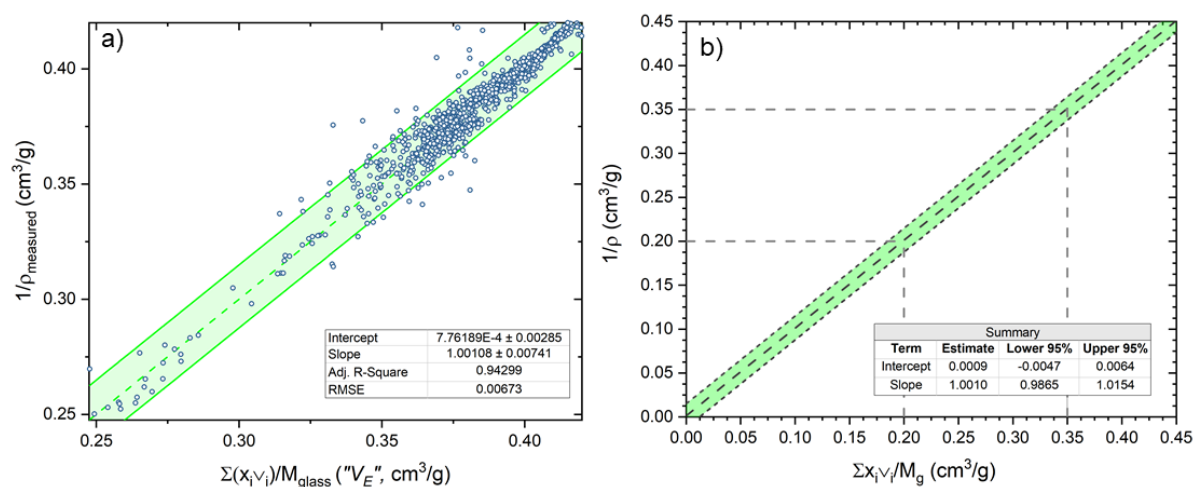 a)
1/ρmeasured (cm³/g)
0.40
0.35
0.30
0.25
Intercept 7.76189E-4 ± 0.00285
Slope 1.00108 ± 0.00741
Adj. R-Square 0.94299
RMSE 0.00673
0.25 0.30 0.35 0.40
Σ(xᵢvᵢ)/Mglass ("VE", cm³/g)
b)
1/ρ (cm³/g)
0.45
0.40
0.35
0.30
0.25
0.20
0.15
0.10
0.05
0.00
Summary
Term Estimate Lower 95% Upper 95%
Intercept 0.0009 -0.0047 0.0064
Slope 1.0010 0.9865 1.0154
0.00 0.05 0.10 0.15 0.20 0.25 0.30 0.35 0.40 0.45
Σxᵢvᵢ/Mg (cm³/g)